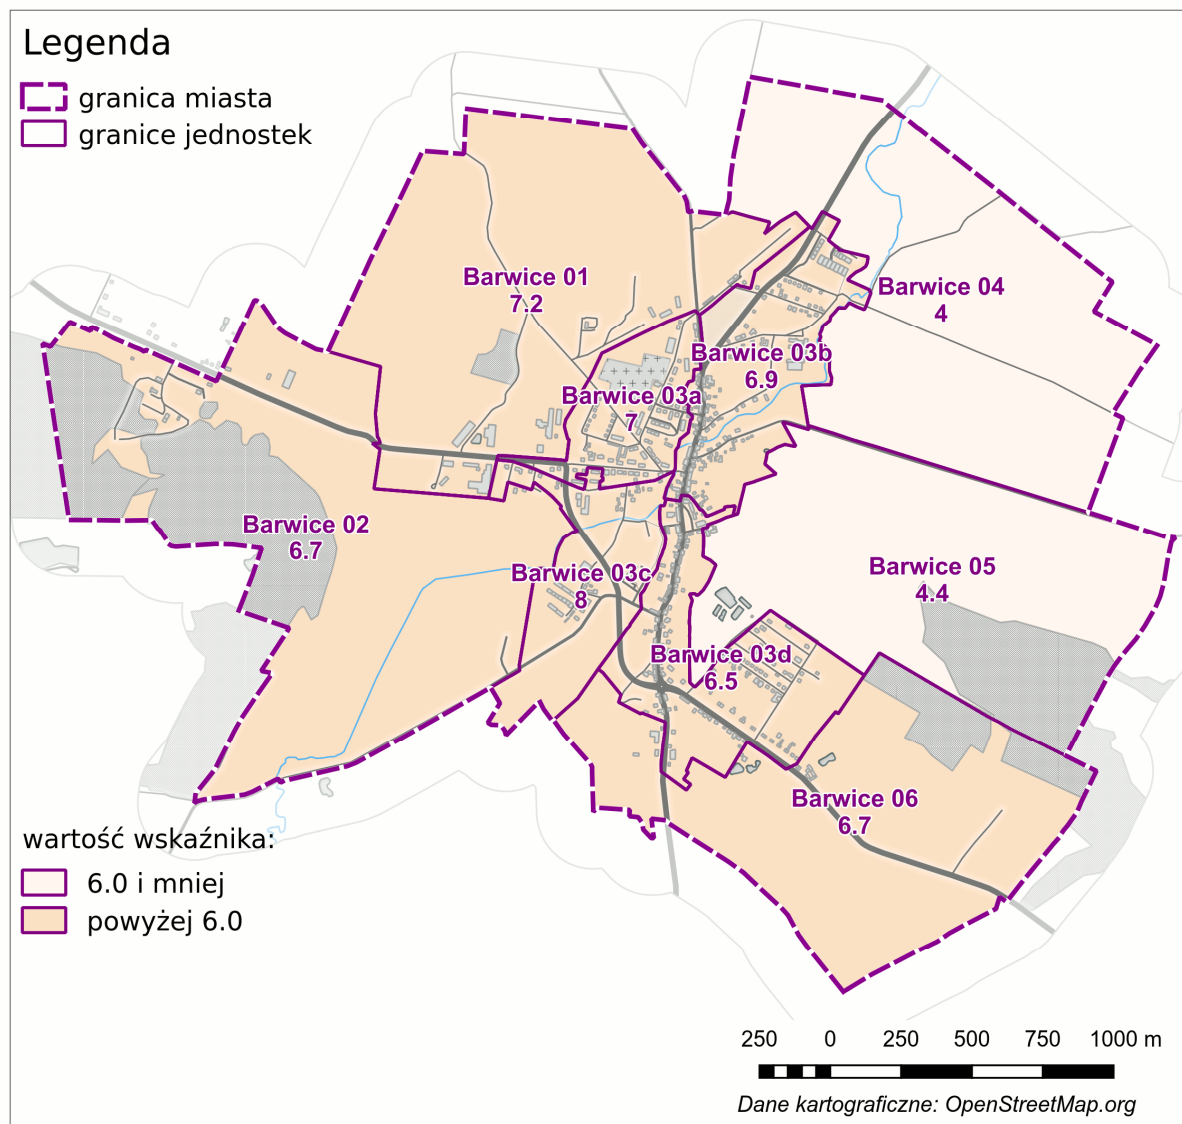 Legenda
granica miasta
granice jednostek
Barwice 01
7.2
Barwice 04
4
Barwice 03b
6.9
Barwice 03a
7
Barwice 02
6.7
Barwice 03c
8
Barwice 05
4.4
Barwice 03d
6.5
Barwice 06
6.7
wartość wskaźnika:
6.0 i mniej
powyżej 6.0
250 0 250 500 750 1000 m
Dane kartograficzne: OpenStreetMap.org